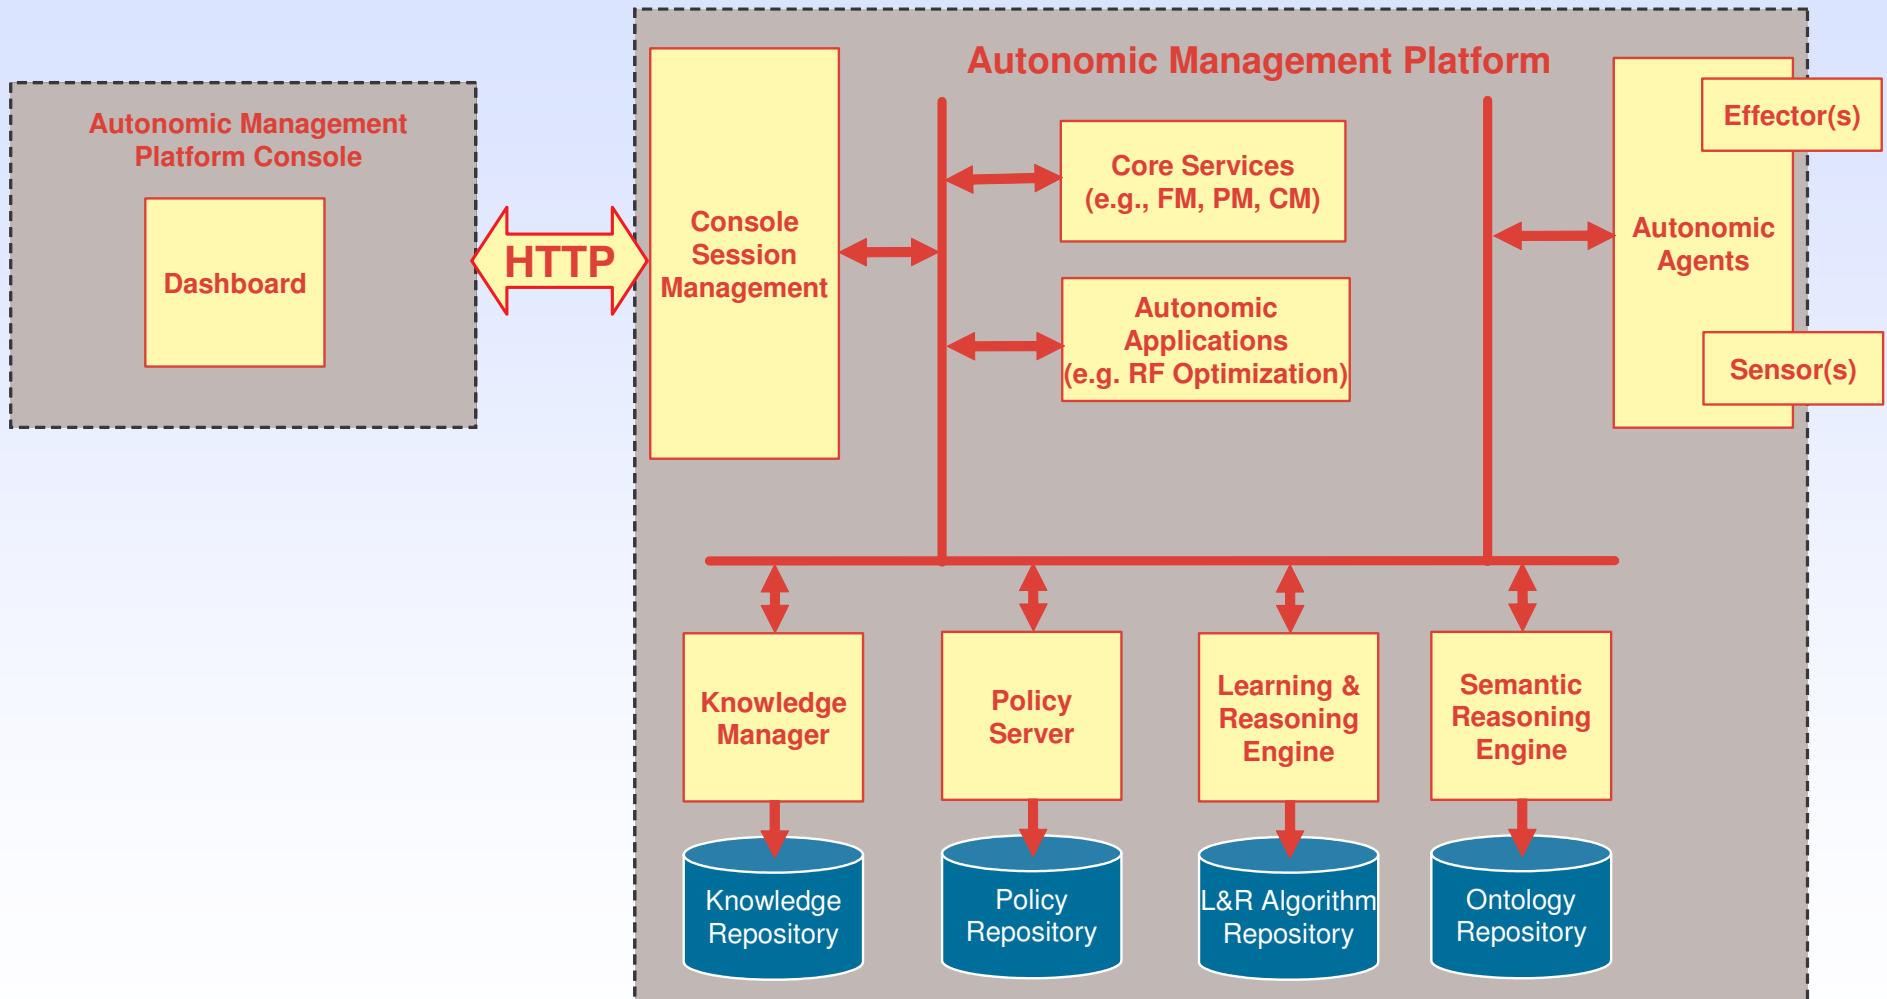 Autonomic Management Platform
Autonomic Management
Platform Console
Dashboard
HTTP
Console
Session
Management
Core Services
(e.g., FM, PM, CM)
Autonomic
Applications
(e.g. RF Optimization)
Effector(s)
Autonomic
Agents
Sensor(s)
Knowledge
Manager
Policy
Server
Learning &
Reasoning
Engine
Semantic
Reasoning
Engine
Knowledge
Repository
Policy
Repository
L&R Algorithm
Repository
Ontology
Repository